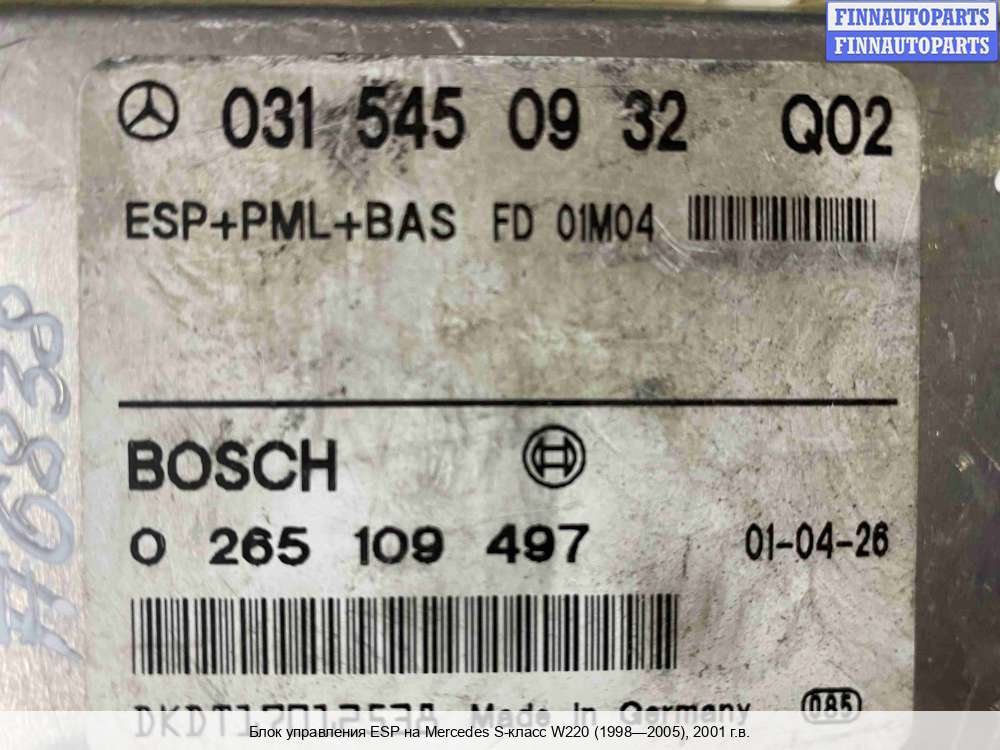 FINNAUTOPARTS
FINNAUTOPARTS
031 545 09 32 Q02
ESP+PML+BAS FD 01M04
#6838
BOSCH
0 265 109 497 01-04-26
Made in Germany 085
Блок управления ESP на Mercedes S-класс W220 (1998—2005), 2001 г.в.